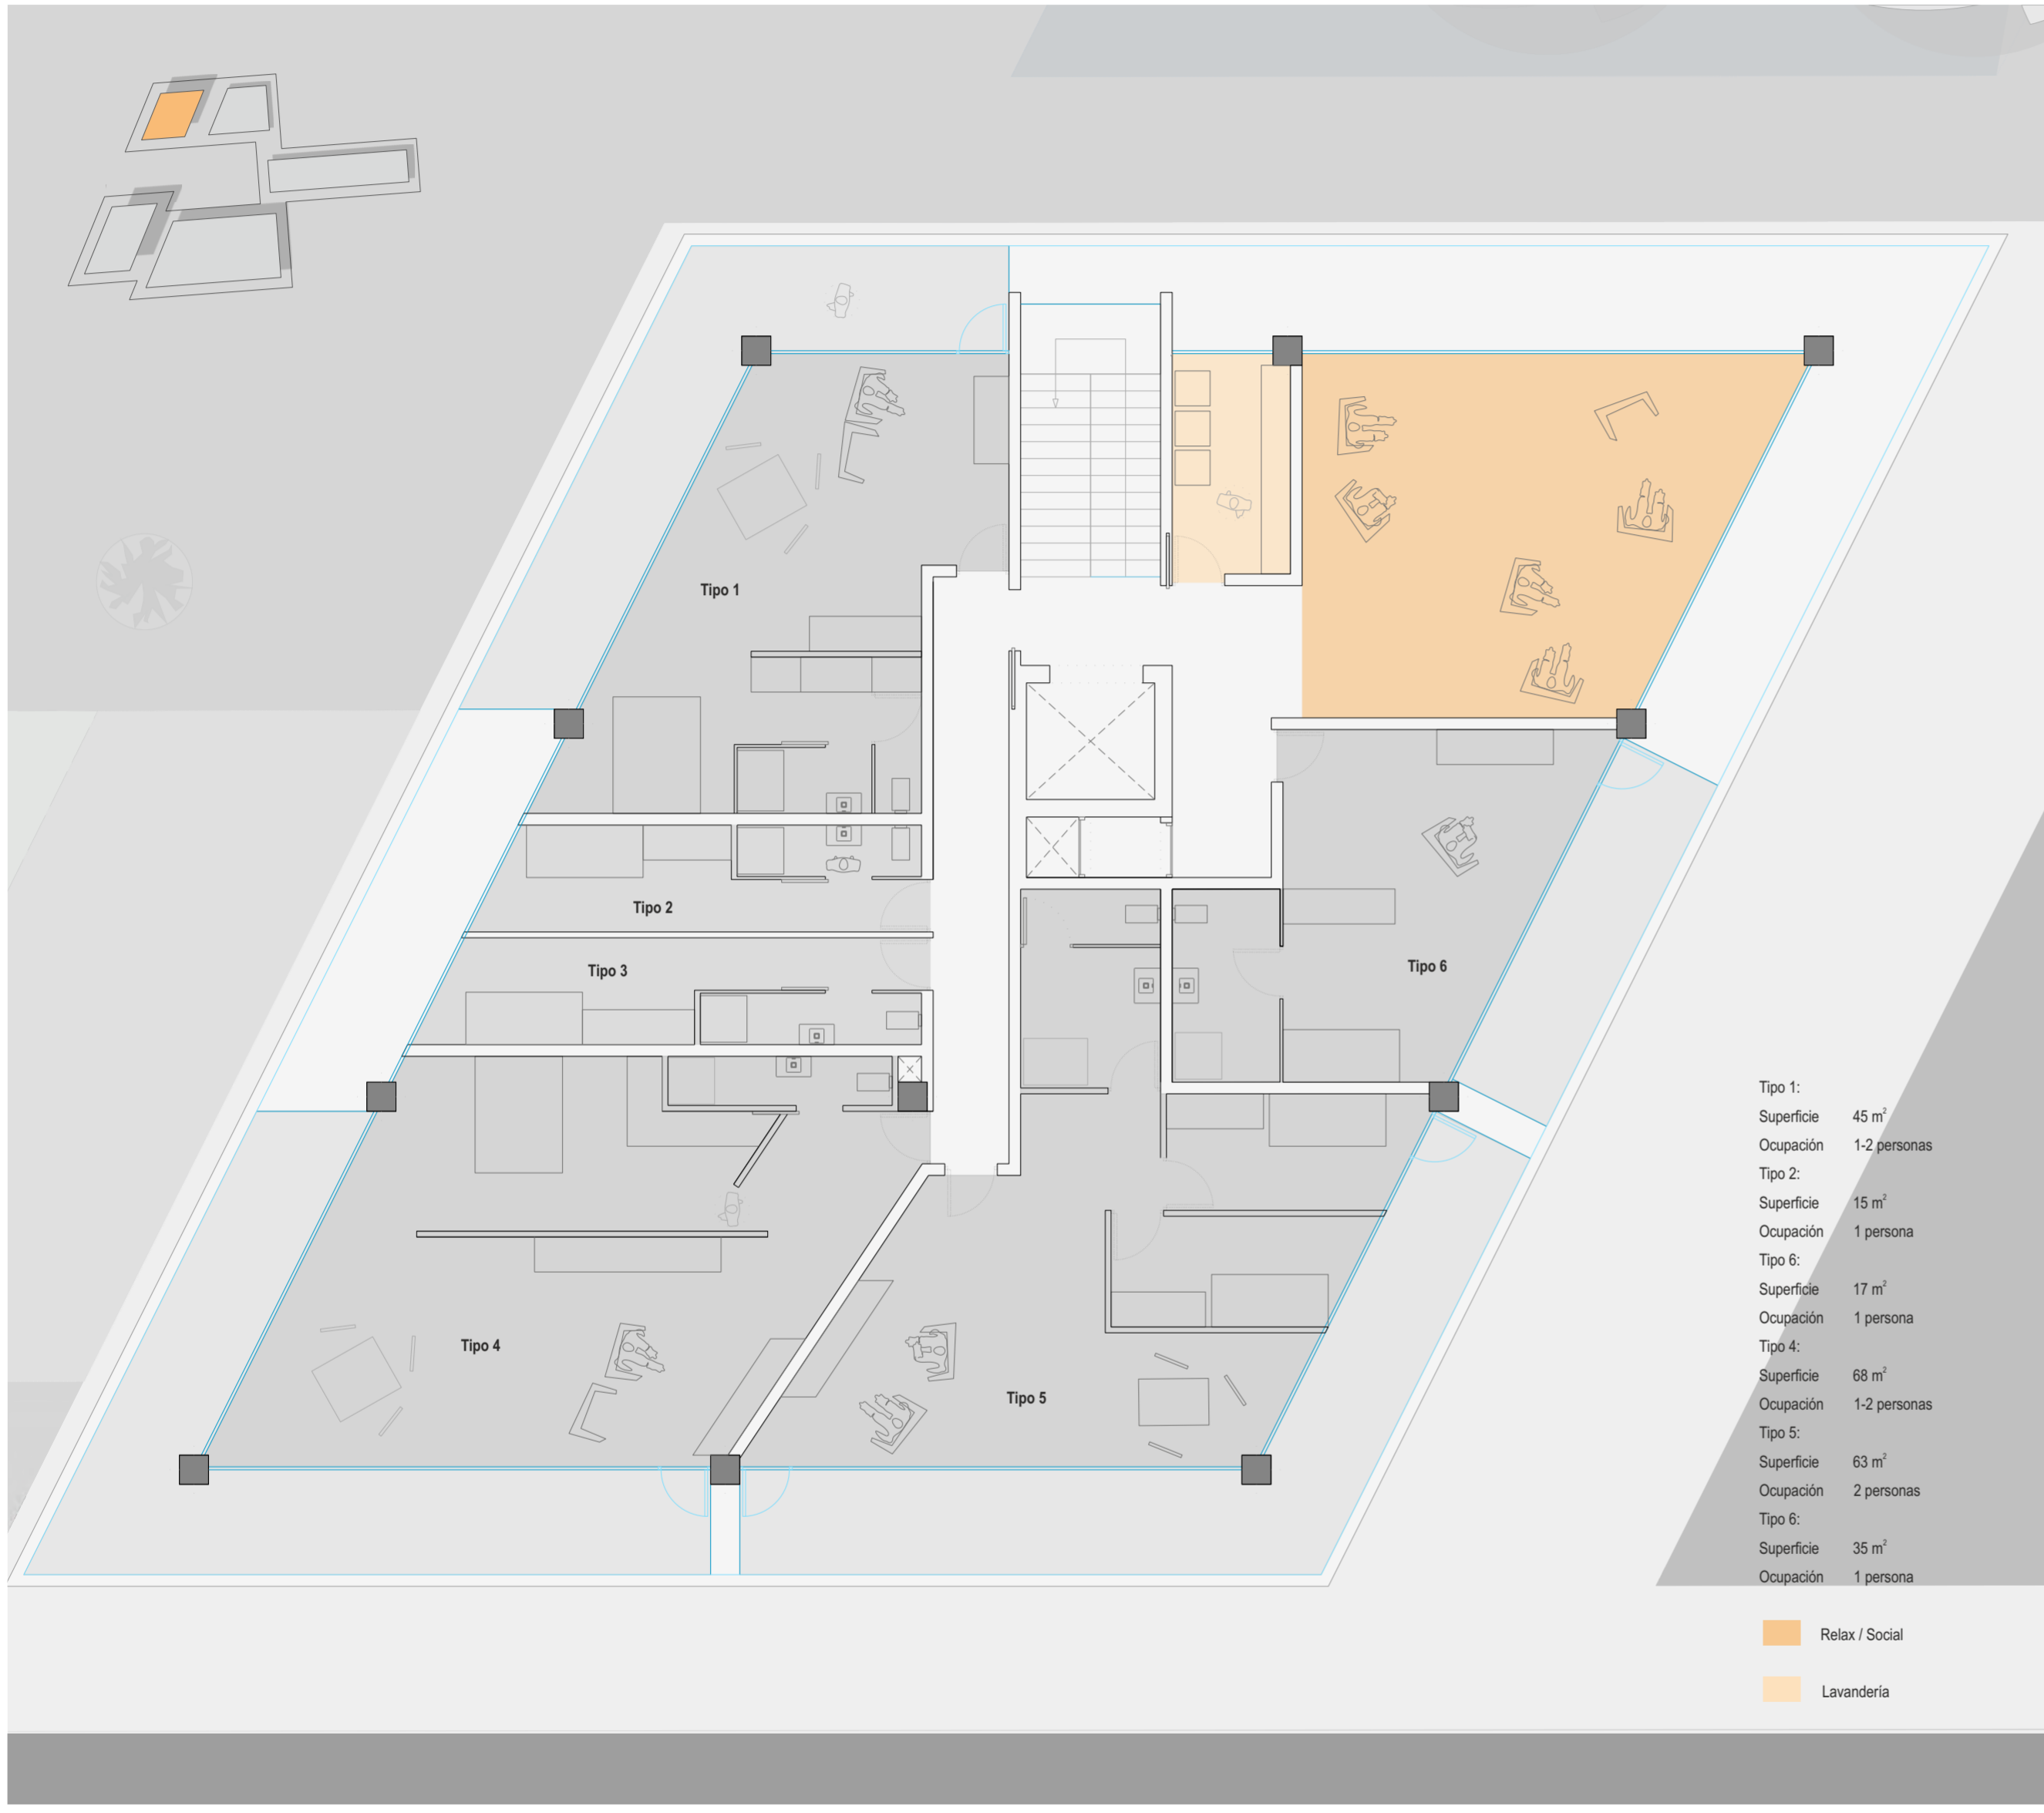 Tipo 1
Tipo 2
Tipo 3
Tipo 6
Tipo 4
Tipo 5
Tipo 1:
Superficie 45 m²
Ocupación 1-2 personas
Tipo 2:
Superficie 15 m²
Ocupación 1 persona
Tipo 6:
Superficie 17 m²
Ocupación 1 persona
Tipo 4:
Superficie 68 m²
Ocupación 1-2 personas
Tipo 5:
Superficie 63 m²
Ocupación 2 personas
Tipo 6:
Superficie 35 m²
Ocupación 1 persona
Relax / Social
Lavandería